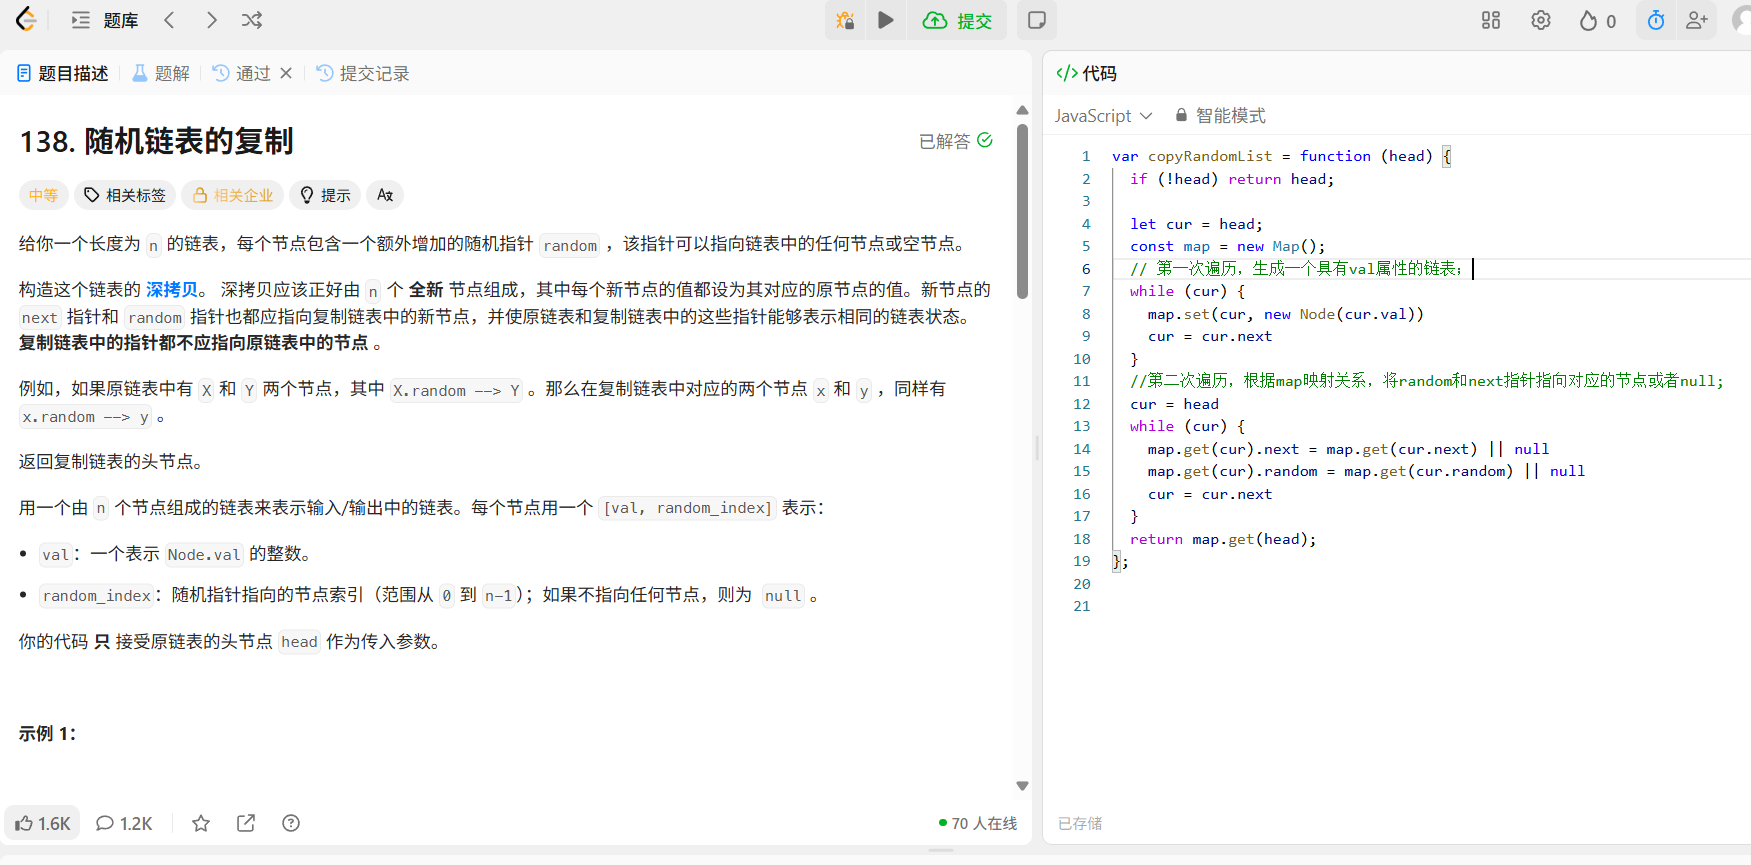 题库
提交
0
题目描述
题解
通过
提交记录
138. 随机链表的复制
已解答
中等
相关标签
相关企业
提示
给你一个长度为 n 的链表，每个节点包含一个额外增加的随机指针 random ，该指针可以指向链表中的任何节点或空节点。
构造这个链表的 深拷贝。 深拷贝应该正好由 n 个 全新 节点组成，其中每个新节点的值都设为其对应的原节点的值。新节点的
next 指针和 random 指针也都应指向复制链表中的新节点，并使原链表和复制链表中的这些指针能够表示相同的链表状态。
复制链表中的指针都不应指向原链表中的节点 。
例如，如果原链表中有 X 和 Y 两个节点，其中 X.random --> Y 。那么在复制链表中对应的两个节点 x 和 y ，同样有
x.random --> y 。
返回复制链表的头节点。
用一个由 n 个节点组成的链表来表示输入/输出中的链表。每个节点用一个 [val, random_index] 表示：
• val：一个表示 Node.val 的整数。
• random_index：随机指针指向的节点索引（范围从 0 到 n-1）；如果不指向任何节点，则为 null 。
你的代码 只 接受原链表的头节点 head 作为传入参数。
示例 1：
1.6K
1.2K
70 人在线
</> 代码
JavaScript
智能模式
1 var copyRandomList = function (head) {
2 if (!head) return head;
3
4 let cur = head;
5 const map = new Map();
6 // 第一次遍历，生成一个具有val属性的链表；
7 while (cur) {
8 map.set(cur, new Node(cur.val))
9 cur = cur.next
10 }
11 //第二次遍历，根据map映射关系，将random和next指针指向对应的节点或者null;
12 cur = head
13 while (cur) {
14 map.get(cur).next = map.get(cur.next) || null
15 map.get(cur).random = map.get(cur.random) || null
16 cur = cur.next
17 }
18 return map.get(head);
19 };
20
21
已存储